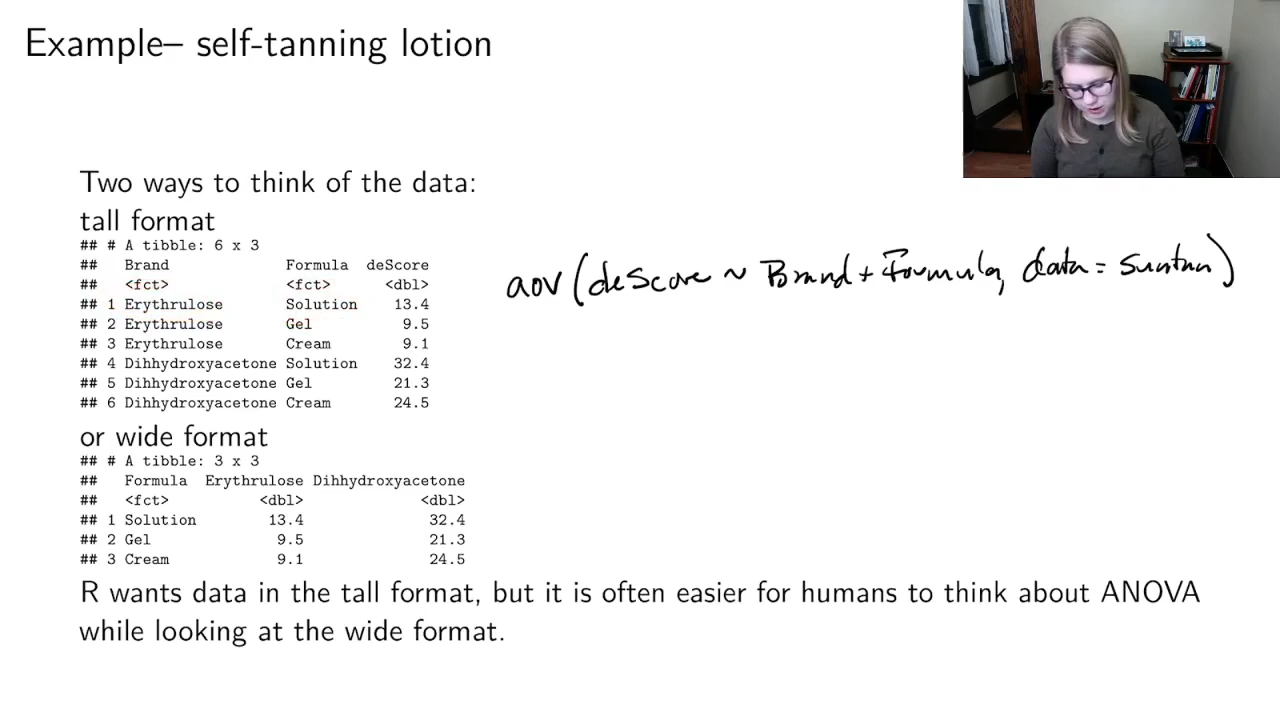 Example– self-tanning lotion
Two ways to think of the data:
tall format
## # A tibble: 6 x 3
## Brand Formula deScore
## <fct> <fct> <dbl>
## 1 Erythrulose Solution 13.4
## 2 Erythrulose Gel 9.5
## 3 Erythrulose Cream 9.1
## 4 Dihhydroxyacetone Solution 32.4
## 5 Dihhydroxyacetone Gel 21.3
## 6 Dihhydroxyacetone Cream 24.5
aov(deScore ~ Brand + Formula, data = suntan)
or wide format
## # A tibble: 3 x 3
## Formula Erythrulose Dihhydroxyacetone
## <fct> <dbl> <dbl>
## 1 Solution 13.4 32.4
## 2 Gel 9.5 21.3
## 3 Cream 9.1 24.5
R wants data in the tall format, but it is often easier for humans to think about ANOVA
while looking at the wide format.